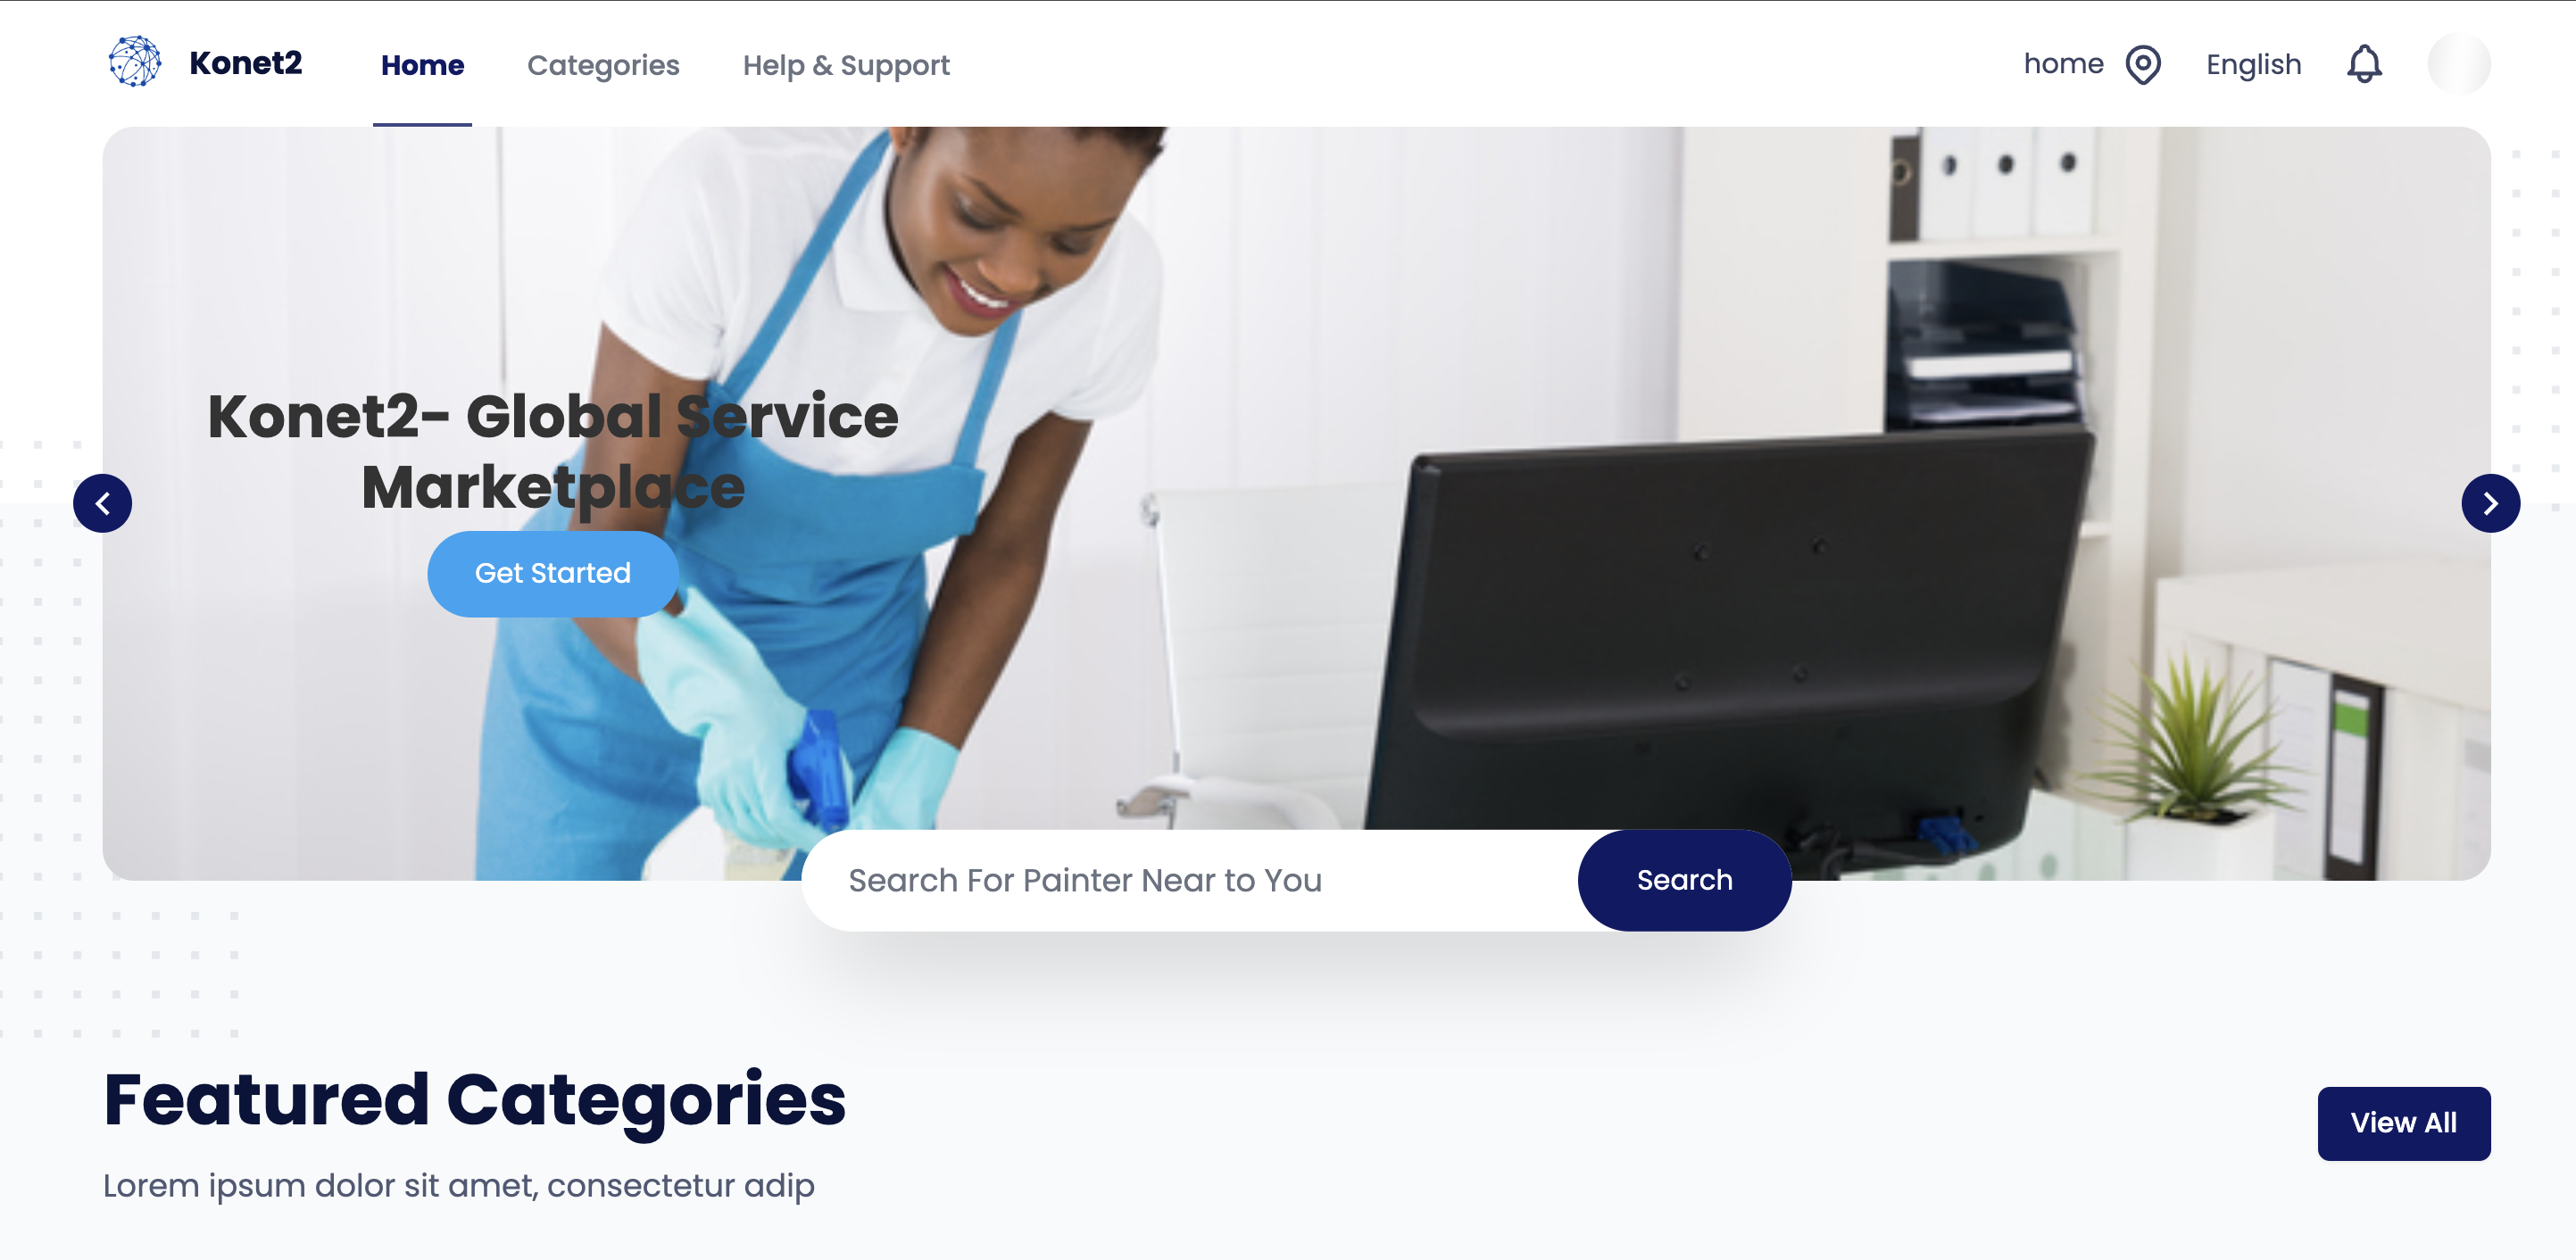 Konet2
Home
Categories
Help & Support
home
English
Konet2- Global Service
Marketplace
Get Started
Search For Painter Near to You
Search
Featured Categories
View All
Lorem ipsum dolor sit amet, consectetur adip